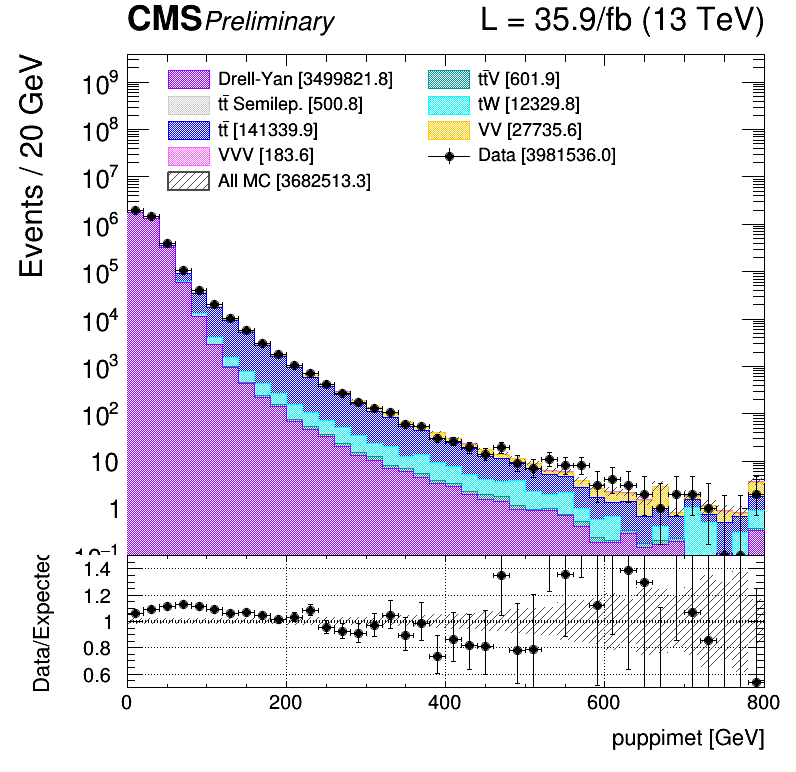 CMS Preliminary L = 35.9/fb (13 TeV)
Events / 20 GeV
Drell-Yan [3499821.8]
tt̄ Semilep. [500.8]
tt̄ [141339.9]
VVV [183.6]
All MC [3682513.3]
tt̄V [601.9]
tW [12329.8]
VV [27735.6]
Data [3981536.0]
10⁹
10⁸
10⁷
10⁶
10⁵
10⁴
10³
10²
10
1
10⁻¹
Data/Expected
1.4
1.2
1
0.8
0.6
0 200 400 600 800
puppimet [GeV]